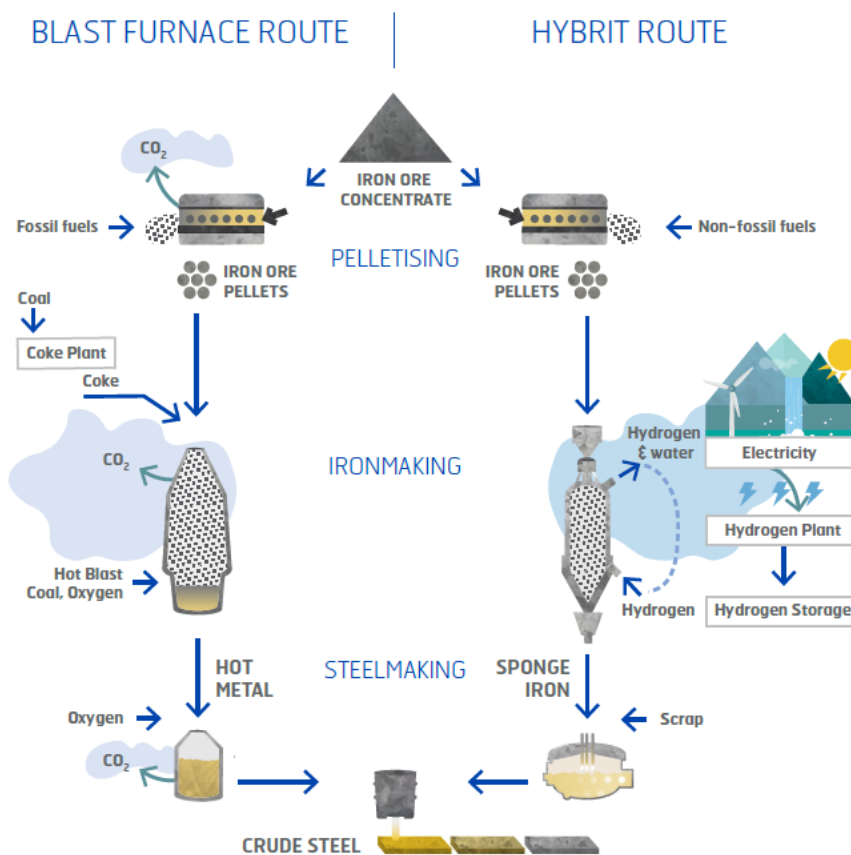 BLAST FURNACE ROUTE
HYBRIT ROUTE
CO₂
IRON ORE
CONCENTRATE
Fossil fuels
Non-fossil fuels
PELLETISING
IRON ORE
PELLETS
IRON ORE
PELLETS
Coal
Coke Plant
Coke
CO₂
IRONMAKING
Hydrogen
& water
Electricity
Hydrogen Plant
Hot Blast
Coal, Oxygen
Hydrogen
Hydrogen Storage
HOT
METAL
STEELMAKING
SPONGE
IRON
Oxygen
Scrap
CO₂
CRUDE STEEL